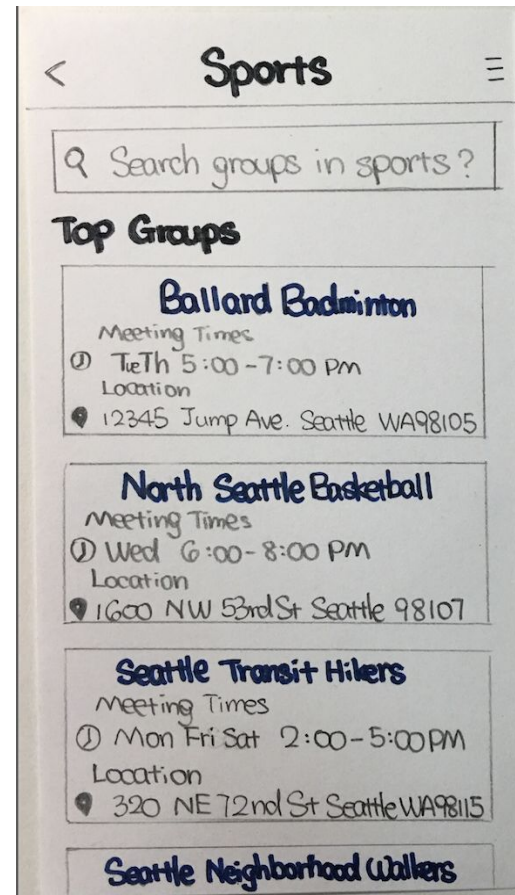 Sports
Search groups in sports?
Top Groups
Ballard Badminton
Meeting Times
TueTh 5:00-7:00 PM
Location
12345 Jump Ave. Seattle WA98105
North Seattle Basketball
Meeting Times
Wed 6:00-8:00 PM
Location
1600 NW 53rd St Seattle 98107
Seattle Transit Hikers
Meeting Times
Mon Fri Sat 2:00-5:00PM
Location
320 NE 72nd St Seattle WA98115
Seattle Neighborhood Walkers